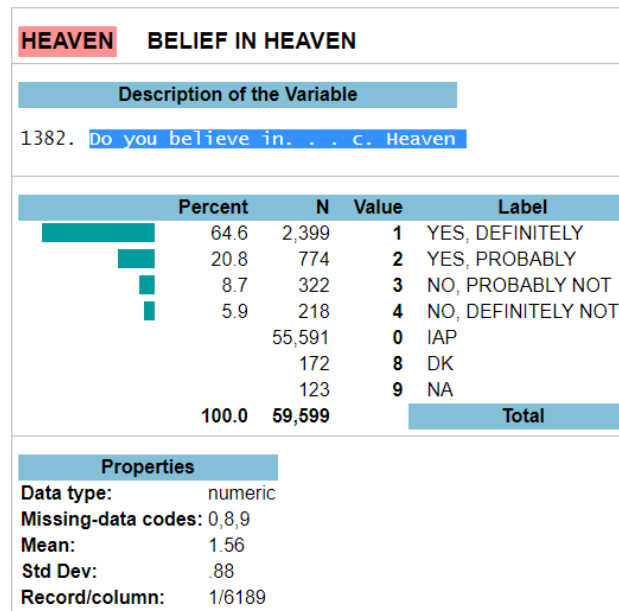 HEAVEN BELIEF IN HEAVEN
Description of the Variable
1382. Do you believe in. . . c. Heaven
Percent N Value Label
64.6 2,399 1 YES, DEFINITELY
20.8 774 2 YES, PROBABLY
8.7 322 3 NO, PROBABLY NOT
5.9 218 4 NO, DEFINITELY NOT
55,591 0 IAP
172 8 DK
123 9 NA
100.0 59,599 Total
Properties
Data type: numeric
Missing-data codes: 0,8,9
Mean: 1.56
Std Dev: .88
Record/column: 1/6189